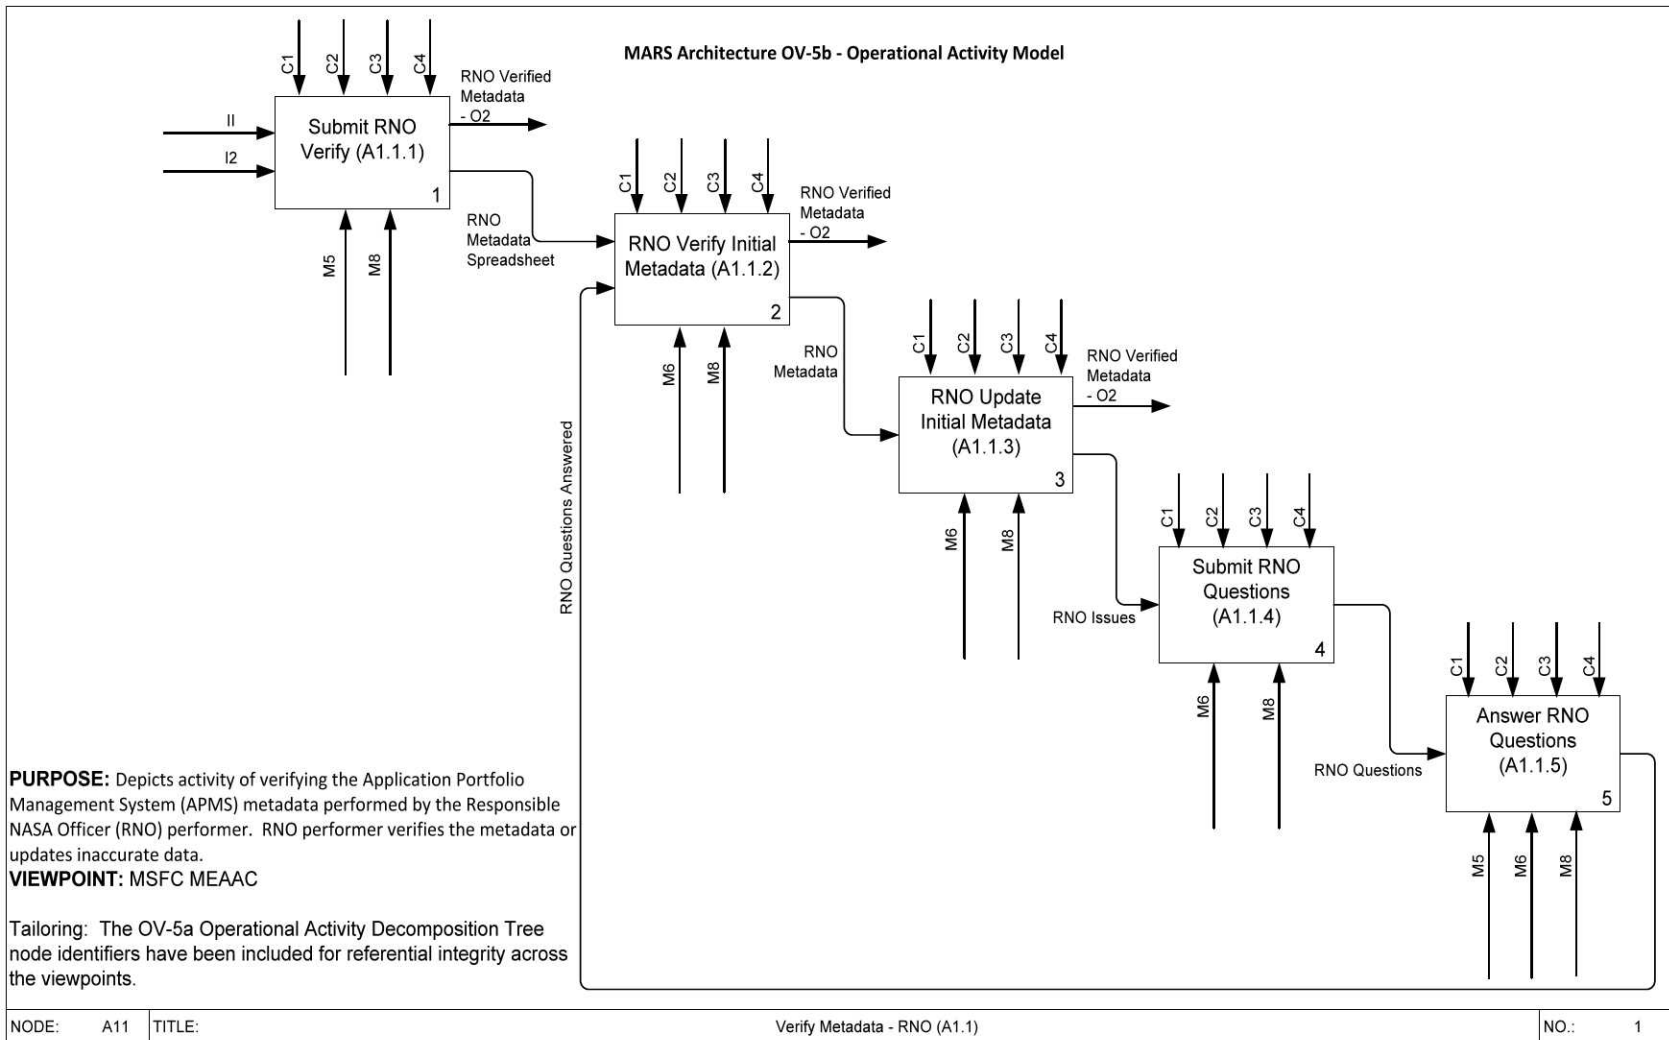 MARS Architecture OV-5b - Operational Activity Model
C1
C2
C3
C4
RNO Verified
Metadata
- O2
II
I2
Submit RNO
Verify (A1.1.1)
1
M5
M8
RNO
Metadata
Spreadsheet
C1
C2
C3
C4
RNO Verified
Metadata
- O2
RNO Verify Initial
Metadata (A1.1.2)
2
M6
M8
RNO
Metadata
C1
C2
C3
C4
RNO Verified
Metadata
- O2
RNO Update
Initial Metadata
(A1.1.3)
3
M6
M8
RNO Questions Answered
RNO Issues
C1
C2
C3
C4
Submit RNO
Questions
(A1.1.4)
4
M6
M8
RNO Questions
C1
C2
C3
C4
Answer RNO
Questions
(A1.1.5)
5
M5
M6
M8
PURPOSE: Depicts activity of verifying the Application Portfolio
Management System (APMS) metadata performed by the Responsible
NASA Officer (RNO) performer.  RNO performer verifies the metadata or
updates inaccurate data.
VIEWPOINT: MSFC MEAAC
Tailoring:  The OV-5a Operational Activity Decomposition Tree
node identifiers have been included for referential integrity across
the viewpoints.
NODE: A11 TITLE: Verify Metadata - RNO (A1.1) NO.: 1